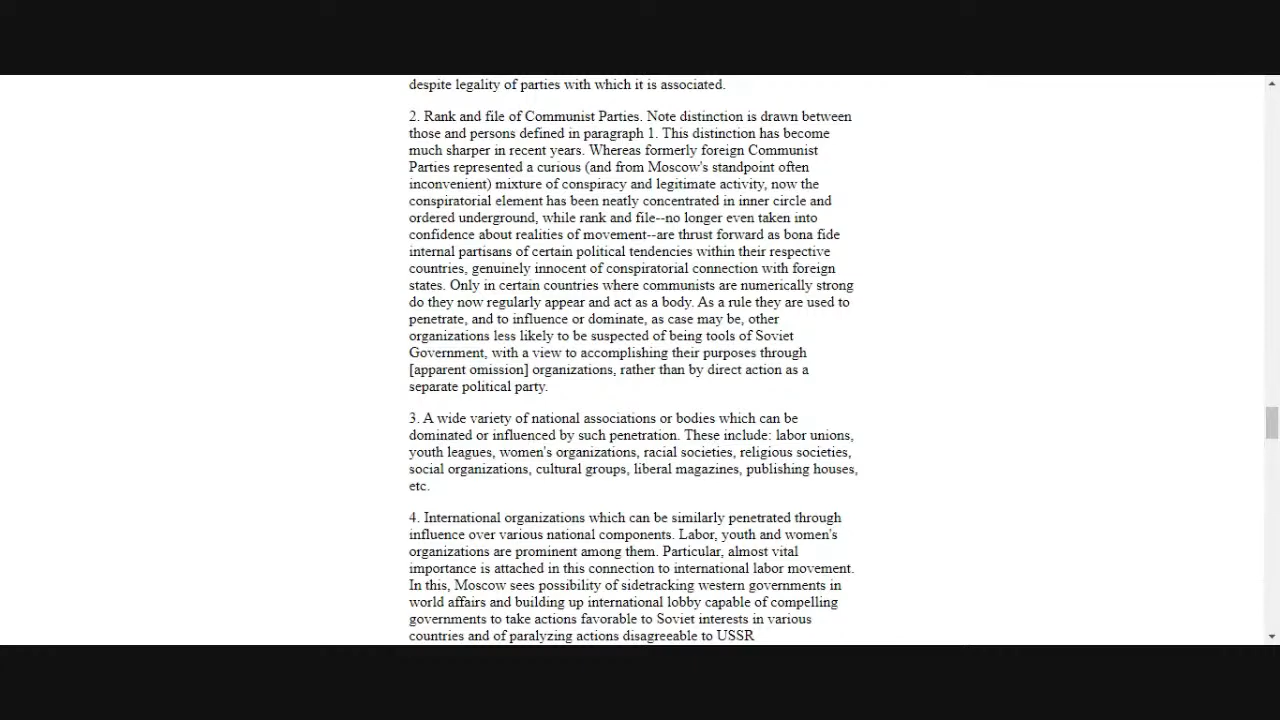 despite legality of parties with which it is associated.
2. Rank and file of Communist Parties. Note distinction is drawn between
those and persons defined in paragraph 1. This distinction has become
much sharper in recent years. Whereas formerly foreign Communist
Parties represented a curious (and from Moscow's standpoint often
inconvenient) mixture of conspiracy and legitimate activity, now the
conspiratorial element has been neatly concentrated in inner circle and
ordered underground, while rank and file--no longer even taken into
confidence about realities of movement--are thrust forward as bona fide
internal partisans of certain political tendencies within their respective
countries, genuinely innocent of conspiratorial connection with foreign
states. Only in certain countries where communists are numerically strong
do they now regularly appear and act as a body. As a rule they are used to
penetrate, and to influence or dominate, as case may be, other
organizations less likely to be suspected of being tools of Soviet
Government, with a view to accomplishing their purposes through
[apparent omission] organizations, rather than by direct action as a
separate political party.
3. A wide variety of national associations or bodies which can be
dominated or influenced by such penetration. These include: labor unions,
youth leagues, women's organizations, racial societies, religious societies,
social organizations, cultural groups, liberal magazines, publishing houses,
etc.
4. International organizations which can be similarly penetrated through
influence over various national components. Labor, youth and women's
organizations are prominent among them. Particular, almost vital
importance is attached in this connection to international labor movement.
In this, Moscow sees possibility of sidetracking western governments in
world affairs and building up international lobby capable of compelling
governments to take actions favorable to Soviet interests in various
countries and of paralyzing actions disagreeable to USSR